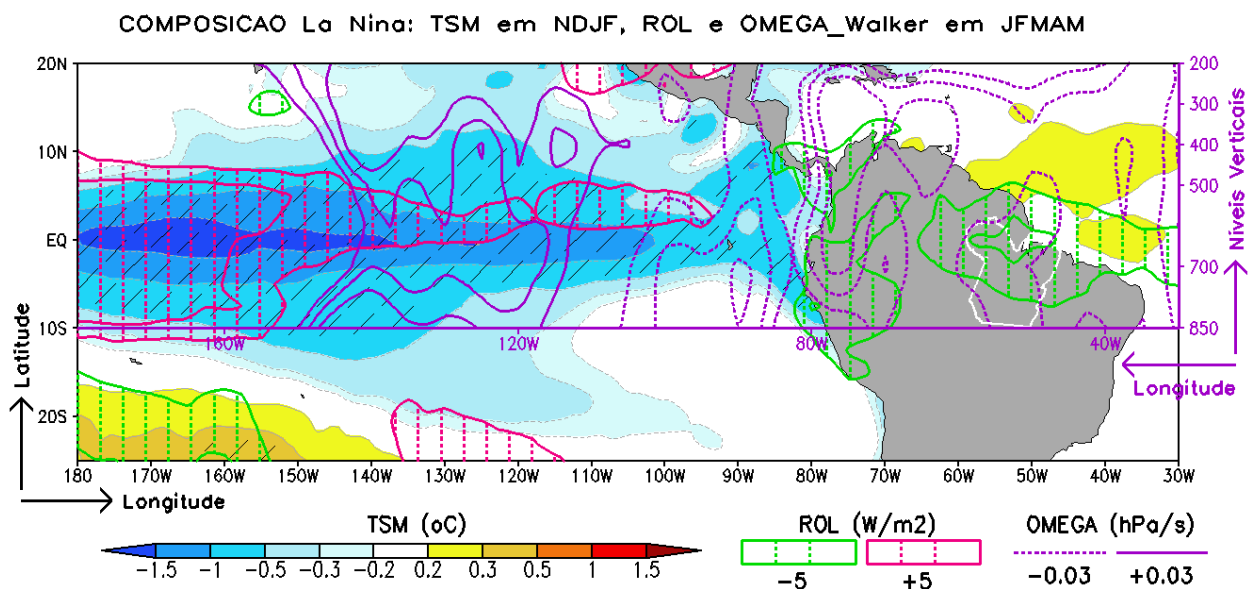 COMPOSICAO La Nina: TSM em NDJF, ROL e OMEGA_Walker em JFMAM
20N
10N
EQ
10S
20S
200
300
400
500
700
850
Latitude
Niveis Verticais
160W 120W 80W 40W
Longitude
180 170W 160W 150W 140W 130W 120W 110W 100W 90W 80W 70W 60W 50W 40W 30W
Longitude
TSM (oC)
-1.5 -1 -0.5 -0.3 -0.2 0.2 0.3 0.5 1 1.5
ROL (W/m2)
-5 +5
OMEGA (hPa/s)
-0.03 +0.03